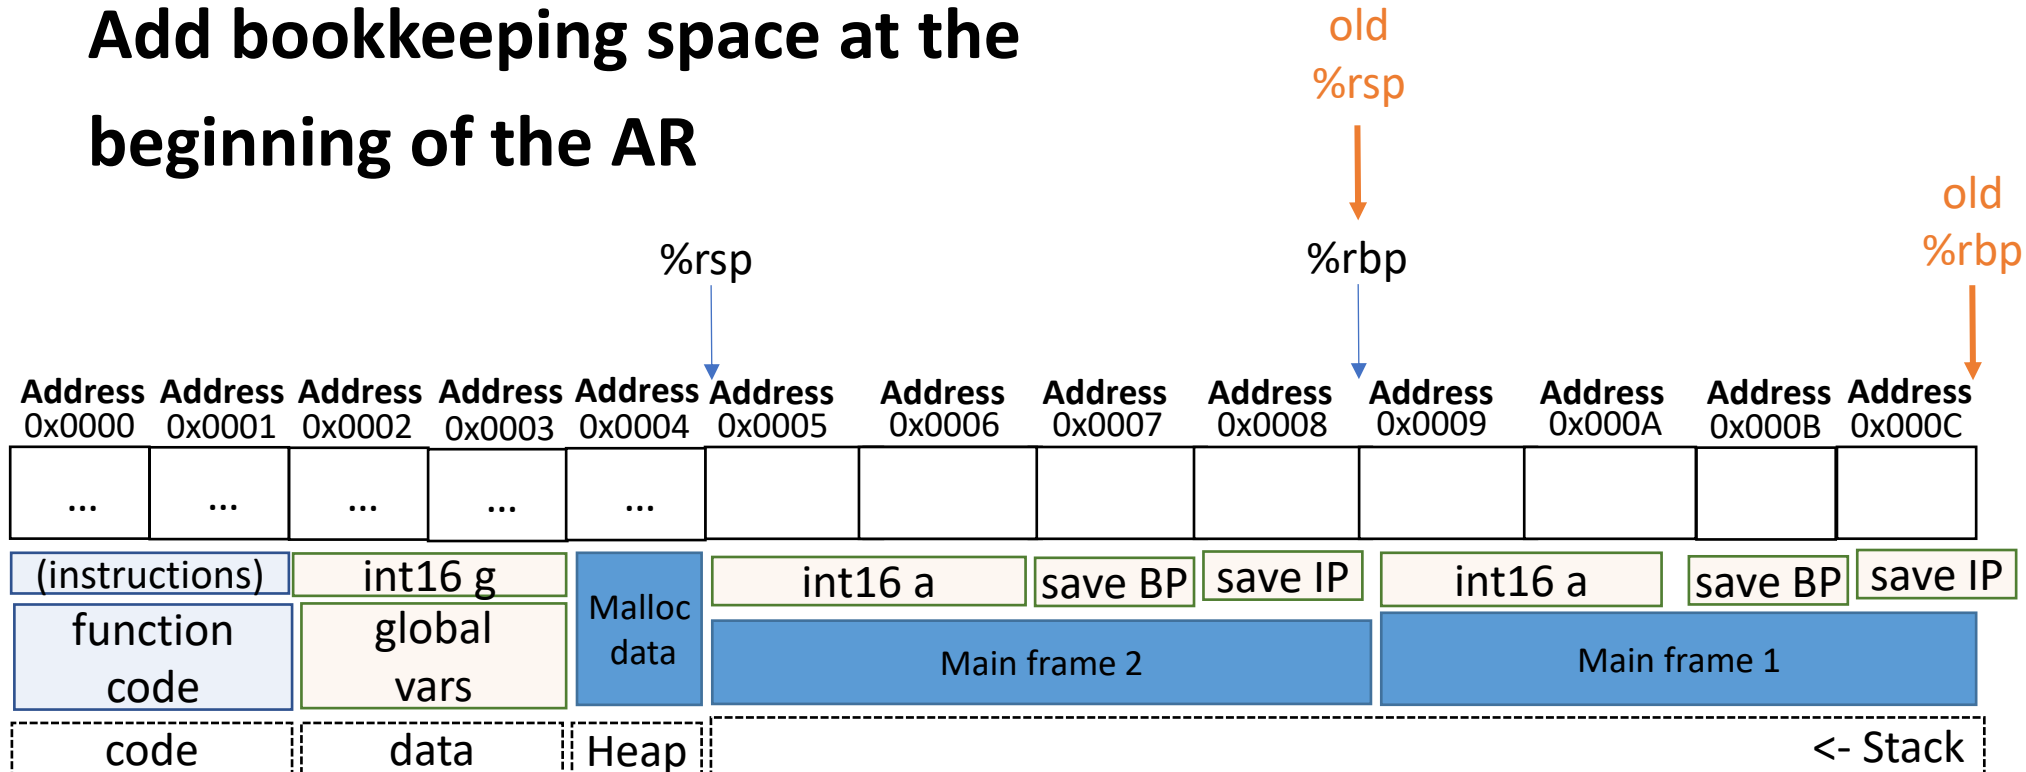 Add bookkeeping space at the
beginning of the AR
old
%rsp
old
%rbp
%rsp
%rbp
Address Address Address Address Address Address Address Address Address Address Address Address Address
0x0000 0x0001 0x0002 0x0003 0x0004 0x0005 0x0006 0x0007 0x0008 0x0009 0x000A 0x000B 0x000C
... ... ... ... ...
(instructions) int16 g int16 a save BP save IP int16 a save BP save IP
function
code
global
vars
Malloc
data
Main frame 2
Main frame 1
code data Heap <- Stack